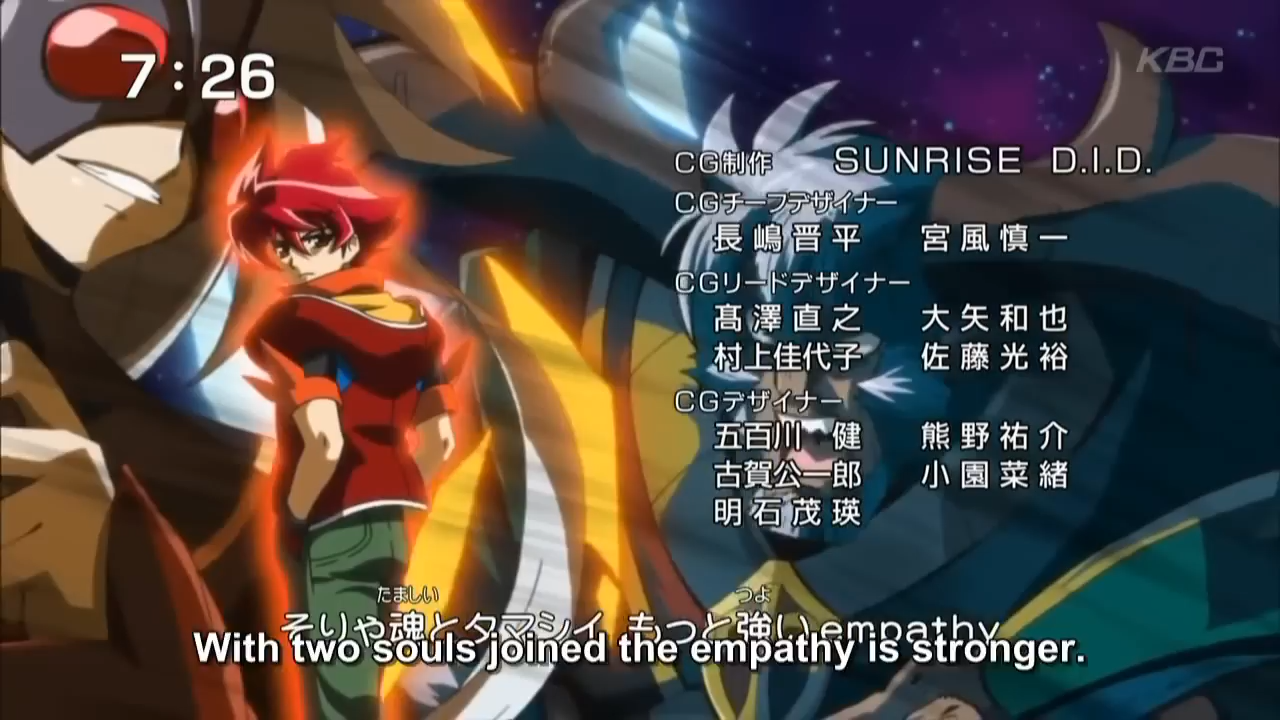 7:26
KBC
CG制作 SUNRISE D.I.D.
CGチーフデザイナー
長嶋晋平 宮風慎一
CGリードデザイナー
髙澤直之 大矢和也
村上佳代子 佐藤光裕
CGデザイナー
五百川 健 熊野祐介
古賀公一郎 小園菜緒
明石茂瑛
たましい つよ
そりゃ魂とタマシイ もっと強いempathy
With two souls joined the empathy is stronger.